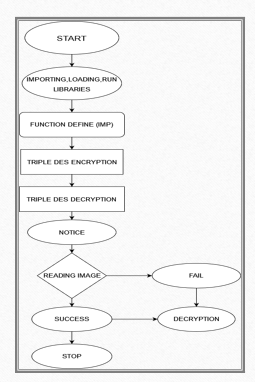 START
IMPORTING,LOADING,RUN
LIBRARIES
FUNCTION DEFINE (IMP)
TRIPLE DES ENCRYPTION
TRIPLE DES DECRYPTION
NOTICE
READING IMAGE
FAIL
SUCCESS
DECRYPTION
STOP